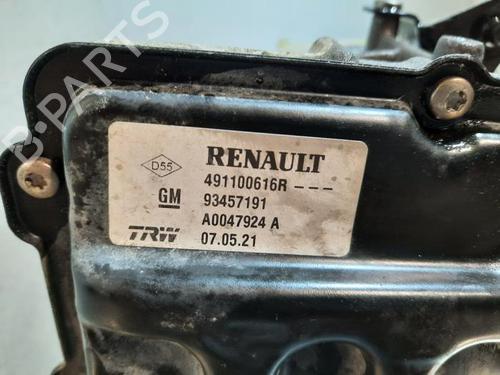 RENAULT
D55
491100616R ---
GM 93457191
A0047924 A
TRW 07.05.21
B-PARTS